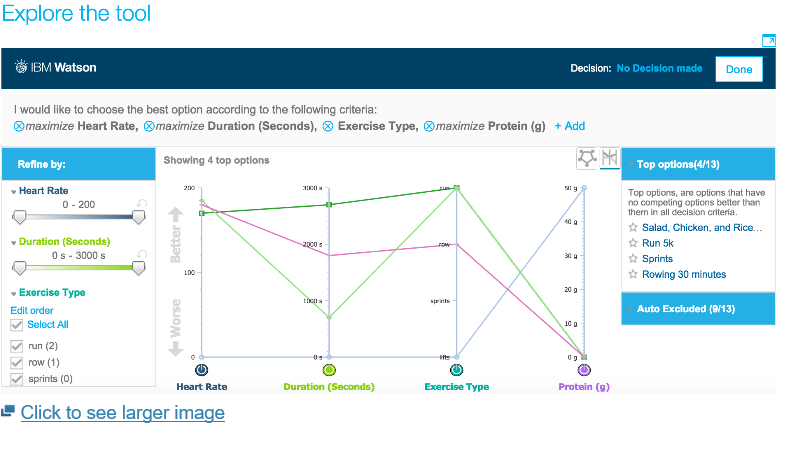 Explore the tool
IBM Watson
Decision: No Decision made
Done
I would like to choose the best option according to the following criteria:
maximize Heart Rate, maximize Duration (Seconds), Exercise Type, maximize Protein (g) + Add
Refine by:
Heart Rate
0 - 200
Duration (Seconds)
0 s - 3000 s
Exercise Type
Edit order
Select All
run (2)
row (1)
sprints (0)
Showing 4 top options
Better
Worse
200
100
0
Heart Rate
3000 s
2000 s
1000 s
0 s
Duration (Seconds)
run
row
sprints
lifts
Exercise Type
50 g
40 g
30 g
20 g
10 g
0 g
Protein (g)
Top options(4/13)
Top options, are options that have
no competing options better than
them in all decision criteria.
Salad, Chicken, and Rice...
Run 5k
Sprints
Rowing 30 minutes
Auto Excluded (9/13)
Click to see larger image